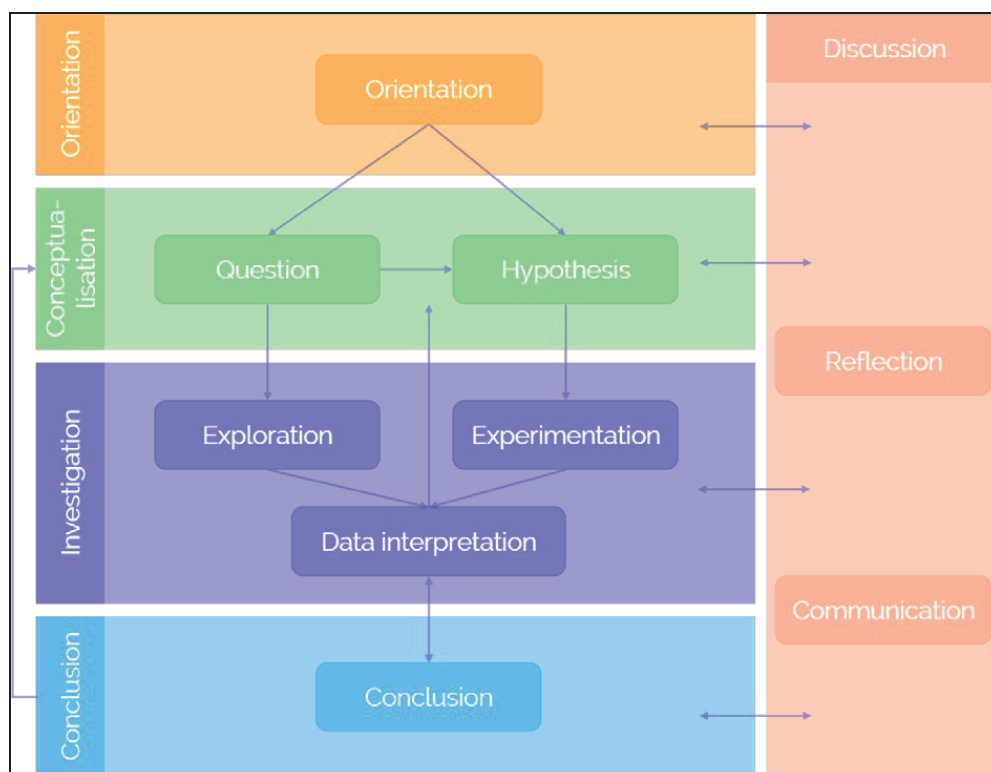 Orientation
Orientation
Discussion
Conceptua-
lisation
Question
Hypothesis
Reflection
Investigation
Exploration
Experimentation
Data interpretation
Communication
Conclusion
Conclusion